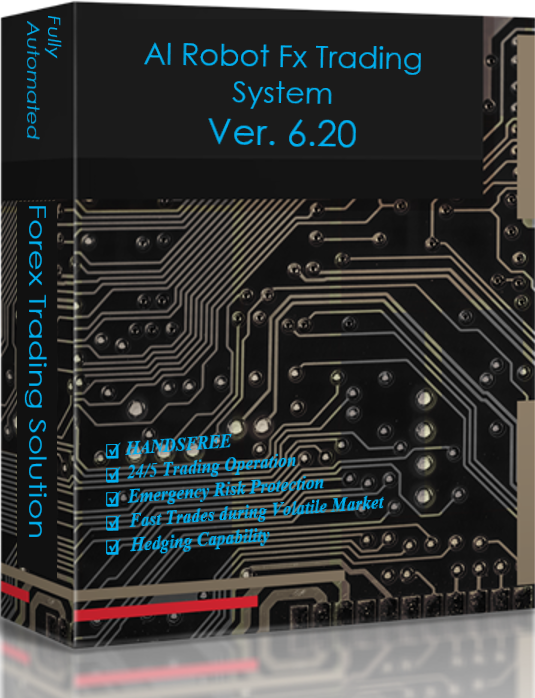 Fully
Automated
Forex Trading Solution
AI Robot Fx Trading
System
Ver. 6.20
HANDSFREE
24/5 Trading Operation
Emergency Risk Protection
Fast Trades during Volatile Market
Hedging Capability